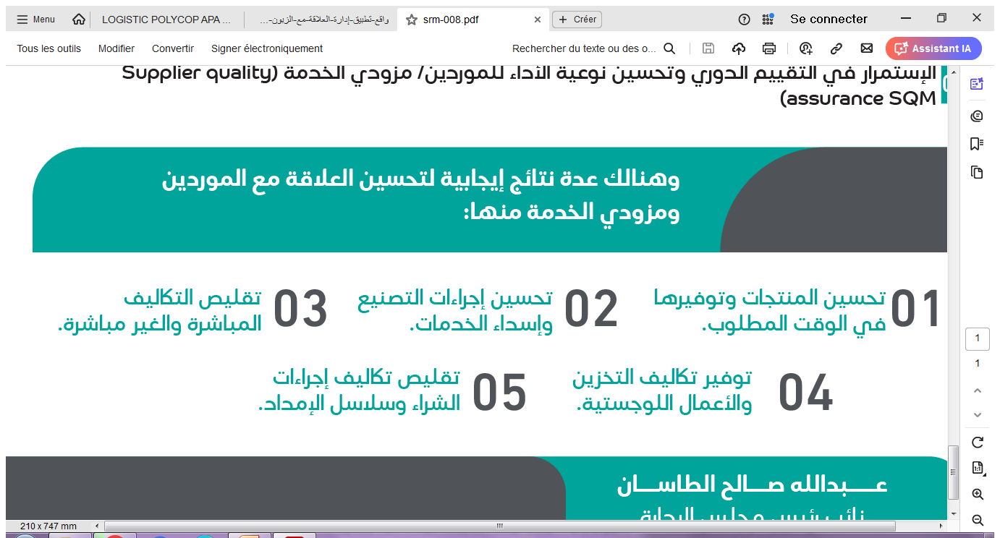 Menu
LOGISTIC POLYCOP APA ...
واقع-تطبيق-إدارة-العلاقة-مع-الزبون-...
srm-008.pdf
Créer
Se connecter
Tous les outils
Modifier
Convertir
Signer électroniquement
Rechercher du texte ou des o...
Assistant IA
الإستمرار في التقييم الدوري وتحسين نوعية الأداء للموردين/ مزودي الخدمة (Supplier quality
assurance SQM)
وهنالك عدة نتائج إيجابية لتحسين العلاقة مع الموردين
ومزودي الخدمة منها:
01
تحسين المنتجات وتوفيرها
في الوقت المطلوب.
02
تحسين إجراءات التصنيع
وإسداء الخدمات.
03
تقليص التكاليف
المباشرة والغير مباشرة.
04
توفير تكاليف التخزين
والأعمال اللوجستية.
05
تقليص تكاليف إجراءات
الشراء وسلاسل الإمداد.
عـــــبدالله صــــالح الطاســــان
نائب رئيس مجلس
1
1
210 x 747 mm